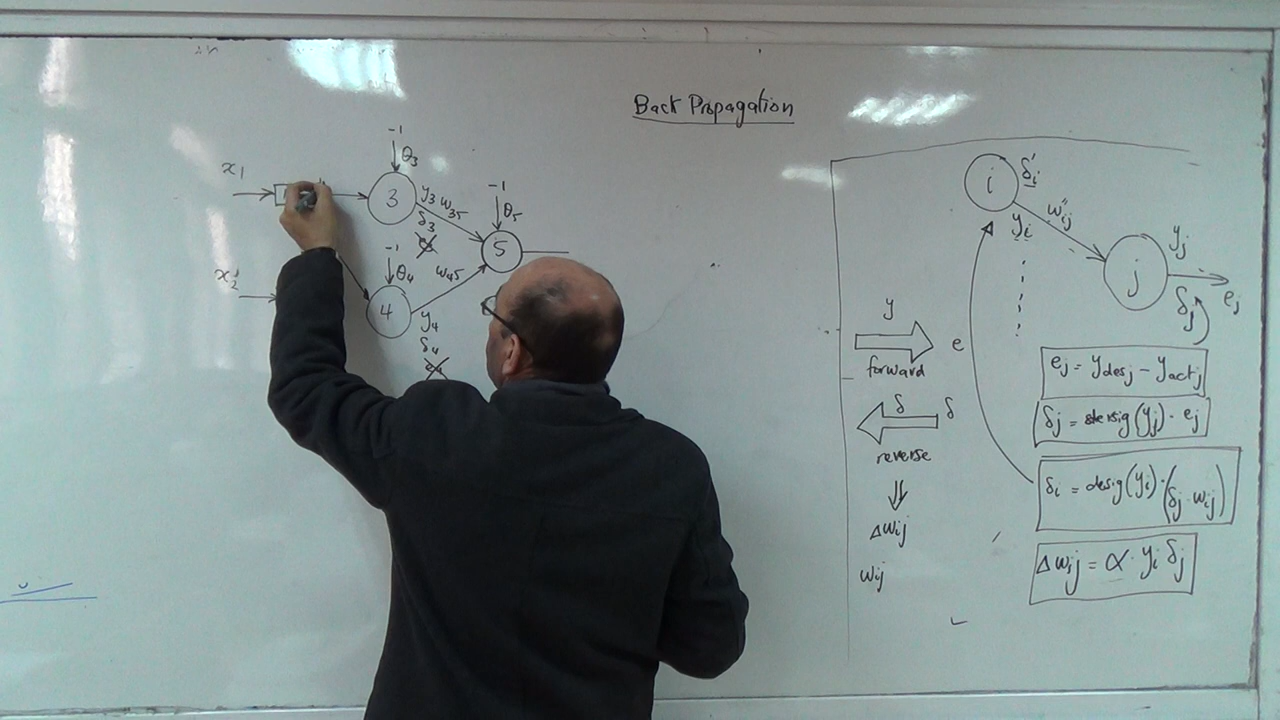 Back Propagation
x1
-1
θ3
3
y3 w35
δ3
-1
θ5
5
x2
-1
θ4
w45
4
y4
δ4
i
δi
yi
wij
j
yj
δj
ej
y
forward
e
δ
δ
reverse
⇓
Δwij
wij
ej = ydesj - yactj
δj = dersig(yj) · ej
δi = desig(yi) · (δj · wij)
Δwij = α · yi δj